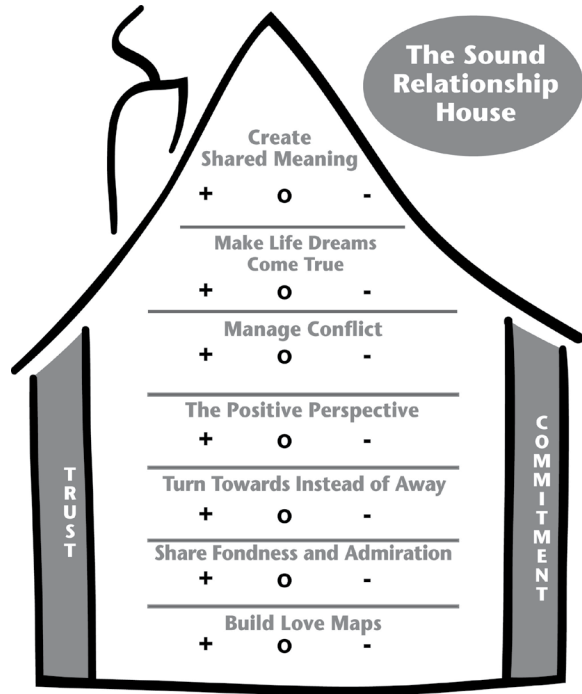 The Sound
Relationship
House
Create
Shared Meaning
+ o -
Make Life Dreams
Come True
+ o -
Manage Conflict
+ o -
The Positive Perspective
+ o -
Turn Towards Instead of Away
+ o -
Share Fondness and Admiration
+ o -
Build Love Maps
+ o -
TRUST
COMMITMENT